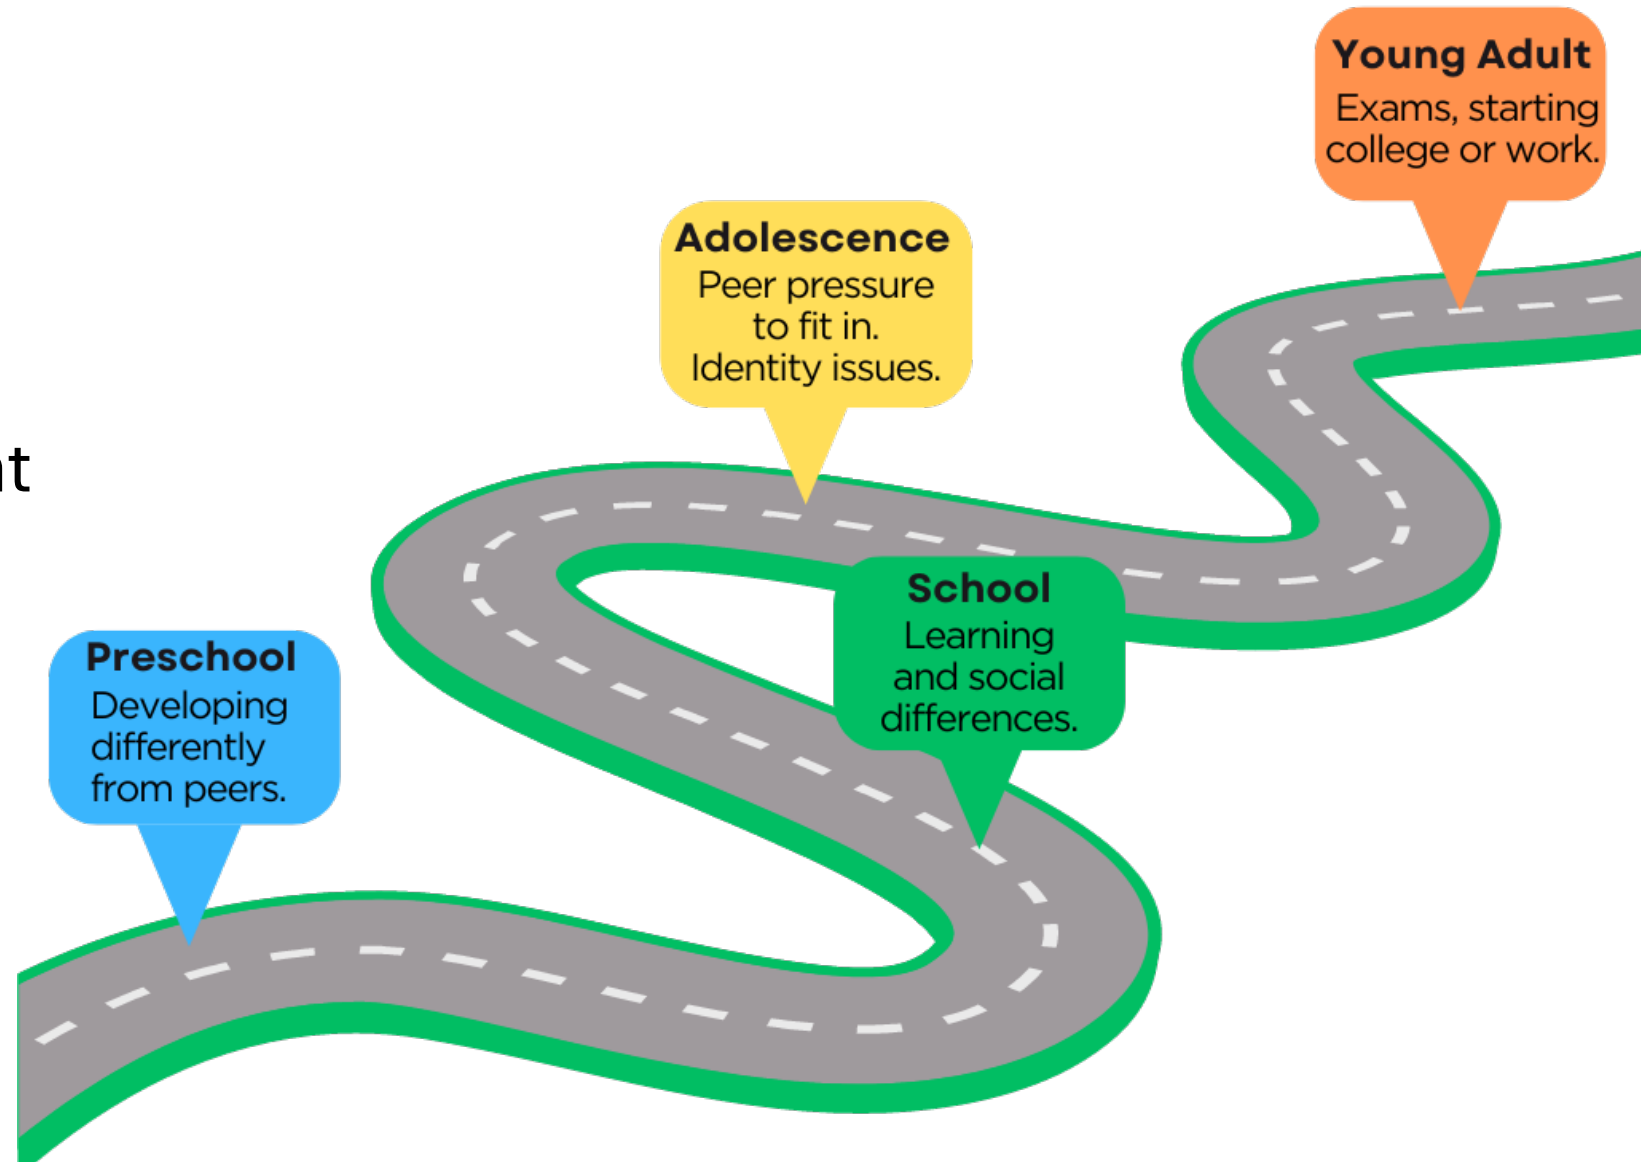 Young Adult
Exams, starting
college or work.
Adolescence
Peer pressure
to fit in.
Identity issues.
School
Learning
and social
differences.
Preschool
Developing
differently
from peers.